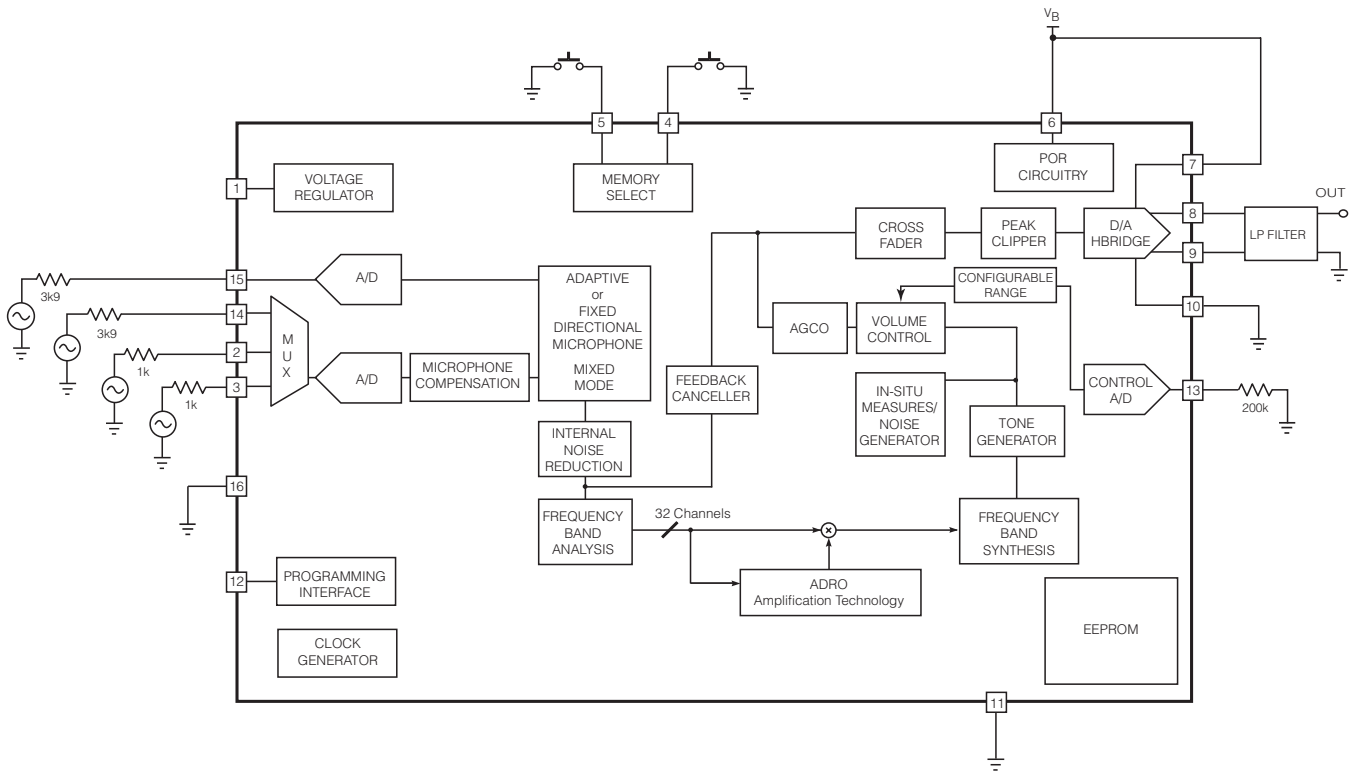 VB
5
4
6
POR
CIRCUITRY
7
1
VOLTAGE
REGULATOR
MEMORY
SELECT
OUT
8
CROSS
FADER
PEAK
CLIPPER
D/A
HBRIDGE
LP FILTER
9
15
A/D
3k9
ADAPTIVE
or
FIXED
DIRECTIONAL
MICROPHONE
MIXED
MODE
CONFIGURABLE
RANGE
10
14
3k9
MUX
AGCO
VOLUME
CONTROL
2
1k
3
1k
A/D
MICROPHONE
COMPENSATION
FEEDBACK
CANCELLER
IN-SITU
MEASURES/
NOISE
GENERATOR
CONTROL
A/D
13
200k
TONE
GENERATOR
INTERNAL
NOISE
REDUCTION
16
FREQUENCY
BAND
ANALYSIS
32 Channels
FREQUENCY
BAND
SYNTHESIS
12
PROGRAMMING
INTERFACE
ADRO
Amplification Technology
CLOCK
GENERATOR
EEPROM
11